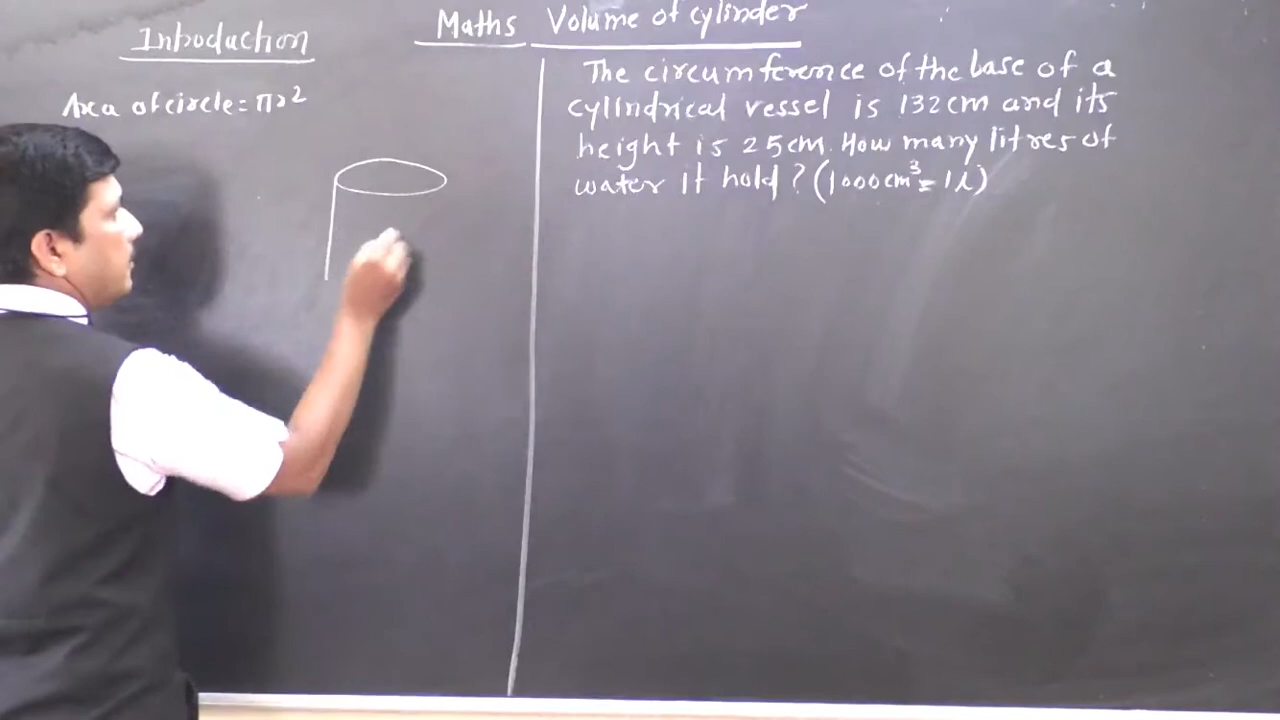 Maths Volume of cylinder
Introduction
Area of circle = πr²
The circumference of the base of a
cylindrical vessel is 132cm and its
height is 25cm. How many litres of
water it hold? (1000cm³ = 1l)